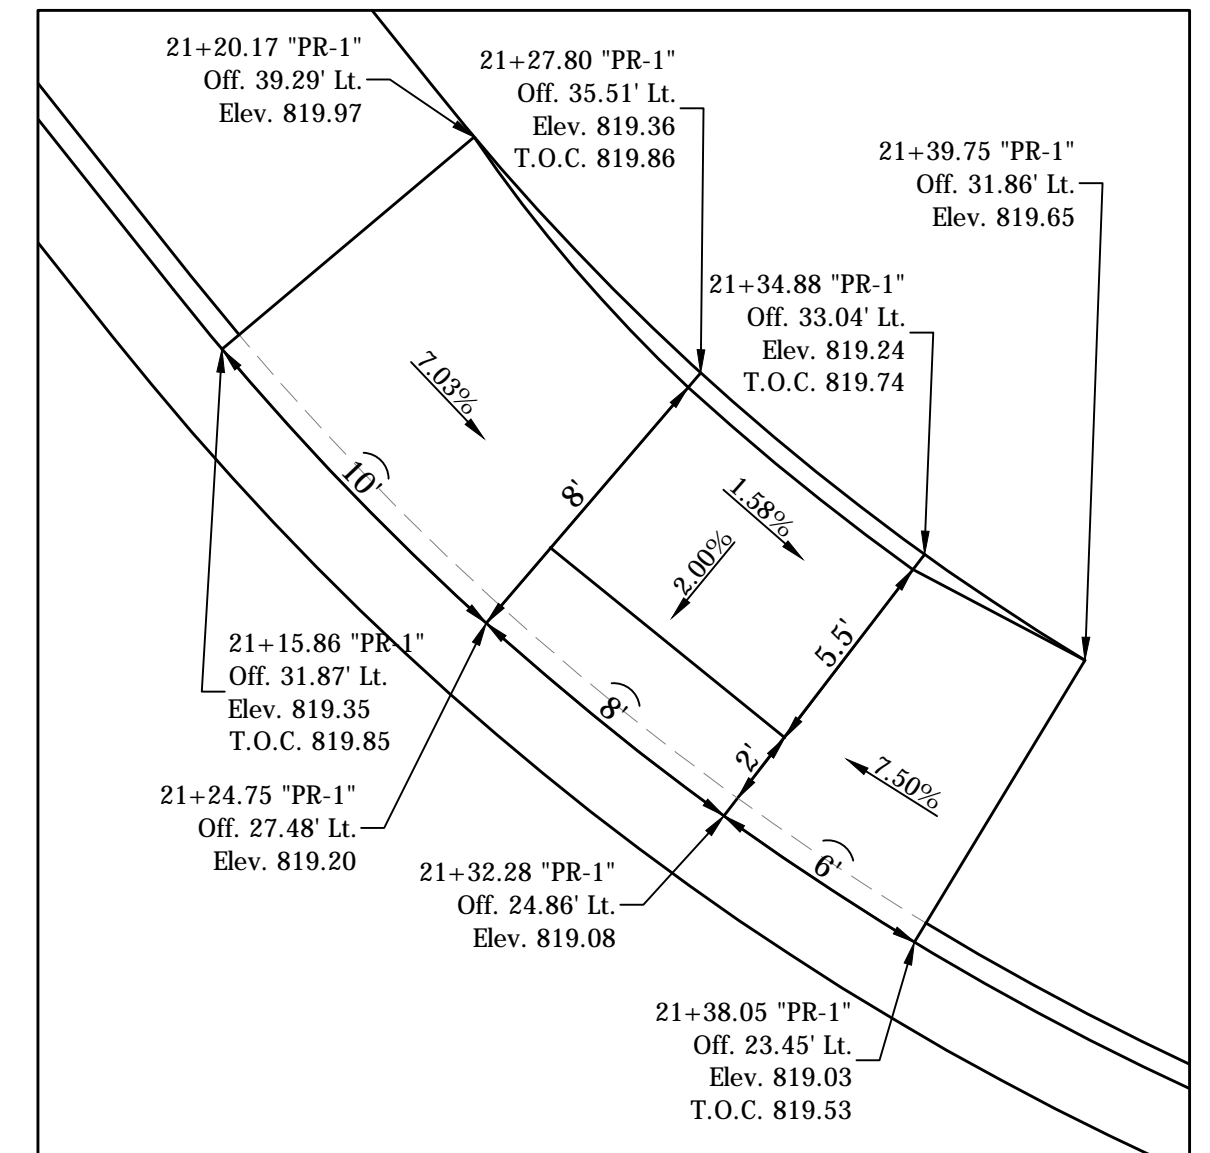 21+20.17 "PR-1"
Off. 39.29' Lt.
Elev. 819.97
21+27.80 "PR-1"
Off. 35.51' Lt.
Elev. 819.36
T.O.C. 819.86
21+39.75 "PR-1"
Off. 31.86' Lt.
Elev. 819.65
21+34.88 "PR-1"
Off. 33.04' Lt.
Elev. 819.24
T.O.C. 819.74
7.03%
10'
8'
1.58%
2.00%
5.5'
8'
2'
7.50%
6'
21+15.86 "PR-1"
Off. 31.87' Lt.
Elev. 819.35
T.O.C. 819.85
21+24.75 "PR-1"
Off. 27.48' Lt.
Elev. 819.20
21+32.28 "PR-1"
Off. 24.86' Lt.
Elev. 819.08
21+38.05 "PR-1"
Off. 23.45' Lt.
Elev. 819.03
T.O.C. 819.53